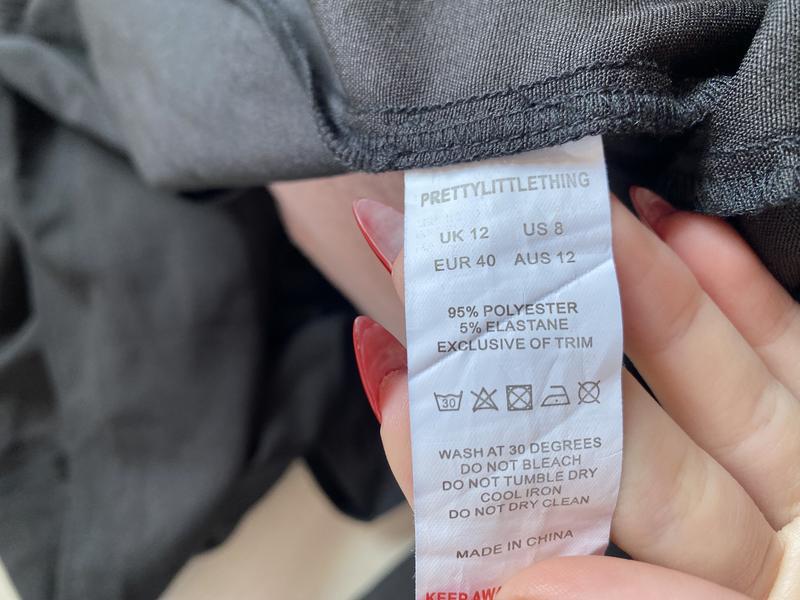 PRETTYLITTLETHING
UK 12 US 8
EUR 40 AUS 12
95% POLYESTER
5% ELASTANE
EXCLUSIVE OF TRIM
30
WASH AT 30 DEGREES
DO NOT BLEACH
DO NOT TUMBLE DRY
COOL IRON
DO NOT DRY CLEAN
MADE IN CHINA
KEEP